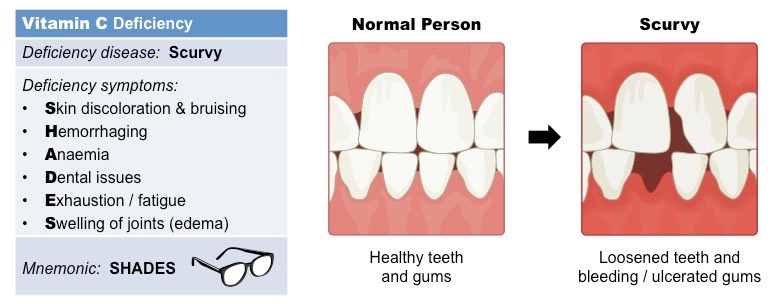 Vitamin C Deficiency
Deficiency disease: Scurvy
Deficiency symptoms:
• Skin discoloration & bruising
• Hemorrhaging
• Anaemia
• Dental issues
• Exhaustion / fatigue
• Swelling of joints (edema)
Mnemonic: SHADES
Normal Person
Healthy teeth
and gums
Scurvy
Loosened teeth and
bleeding / ulcerated gums